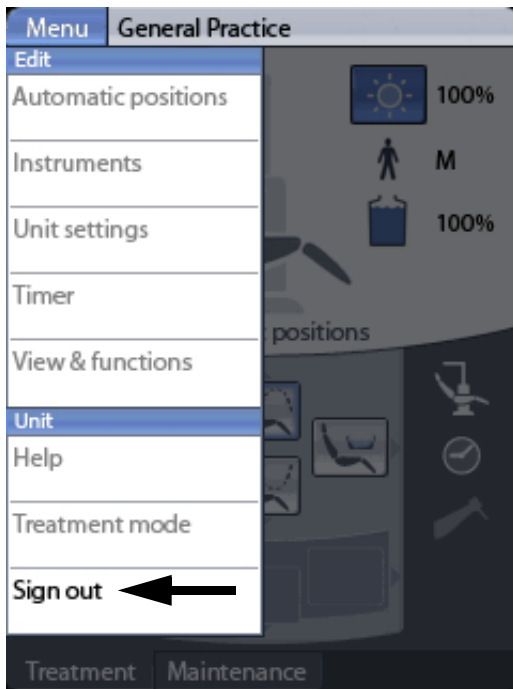 Menu General Practice
Edit
Automatic positions
100%
Instruments
M
Unit settings
100%
Timer
positions
View & functions
Unit
Help
Treatment mode
Sign out
Treatment Maintenance